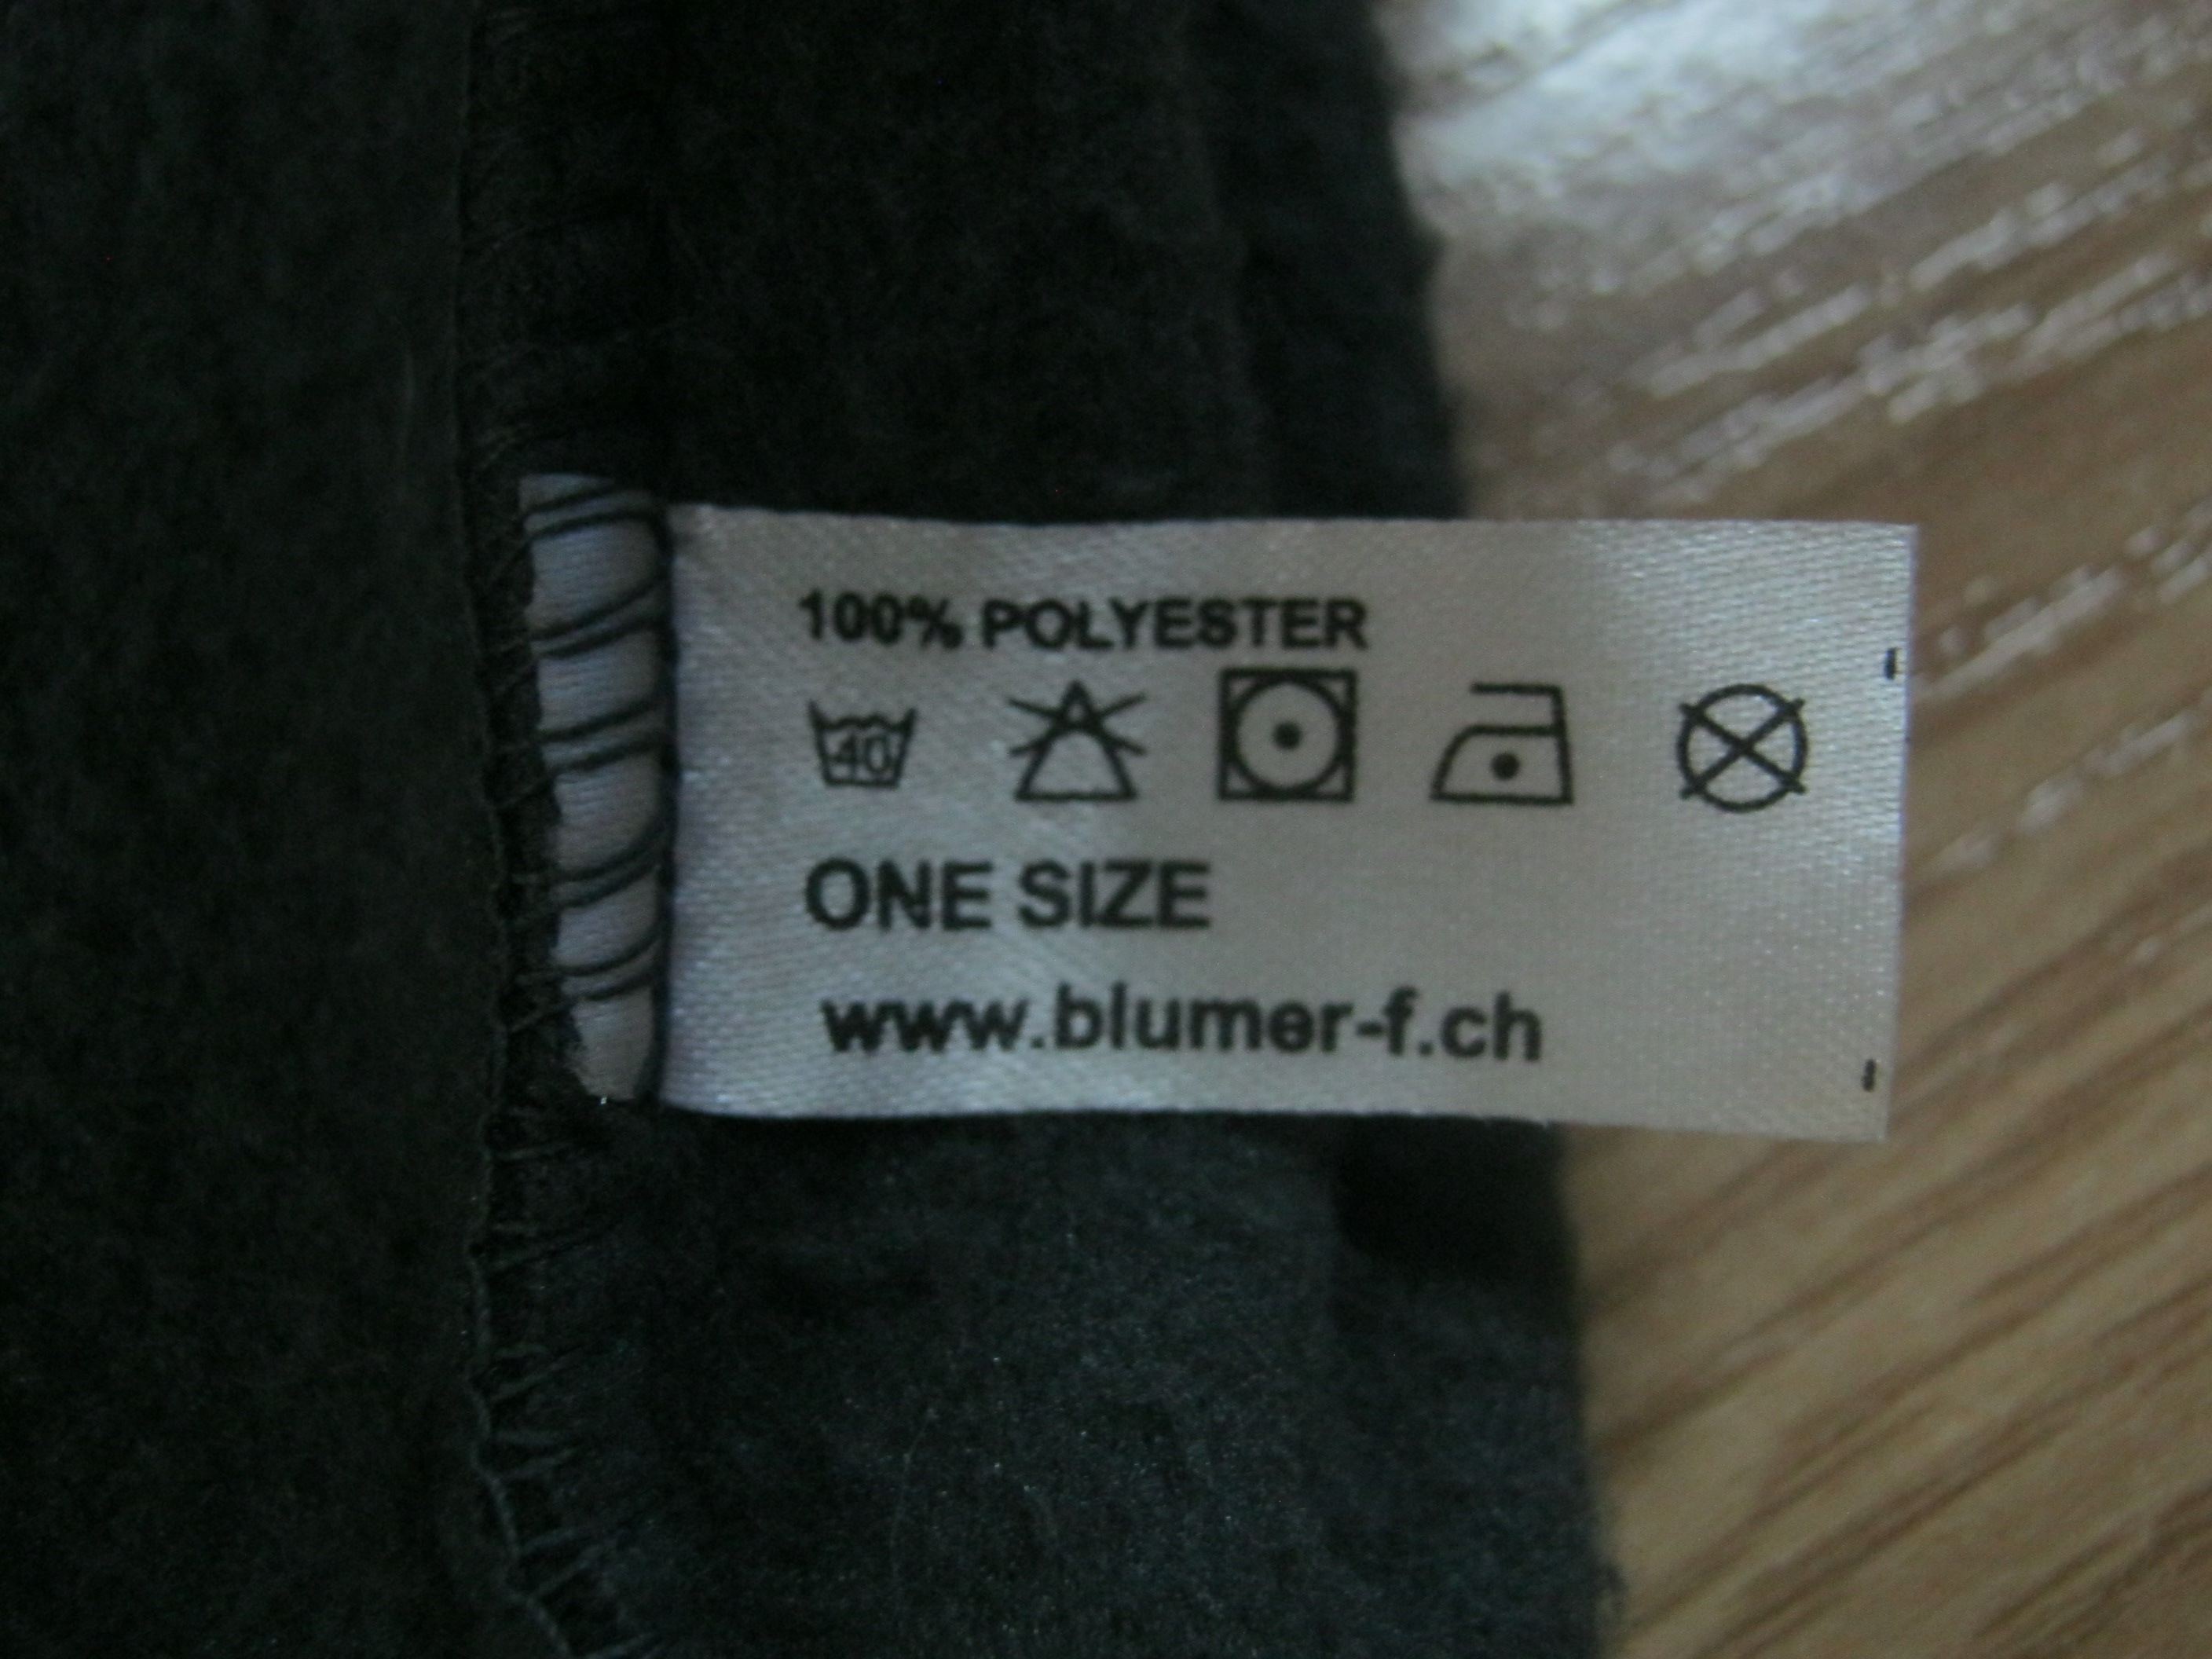 100% POLYESTER
40
ONE SIZE
www.blumer-f.ch